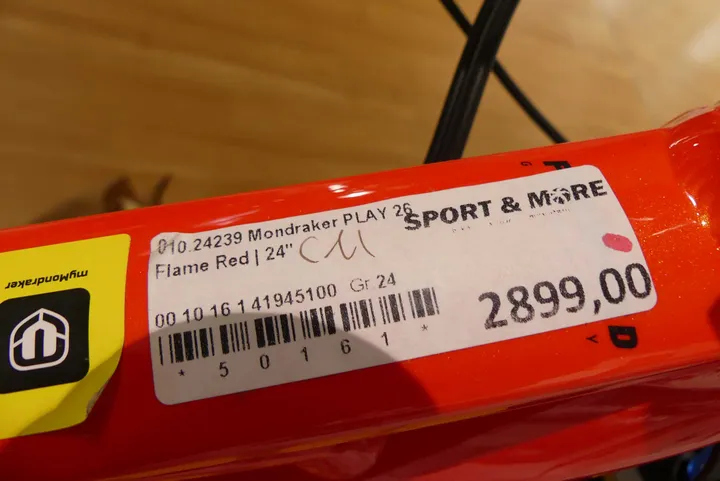 010.24239 Mondraker PLAY 26
Flame Red | 24"
SPORT & MORE
00 10 16 1 41945100 Gr 24
2899,00
* 5 0 1 6 1 *
myMondraker
D
Y